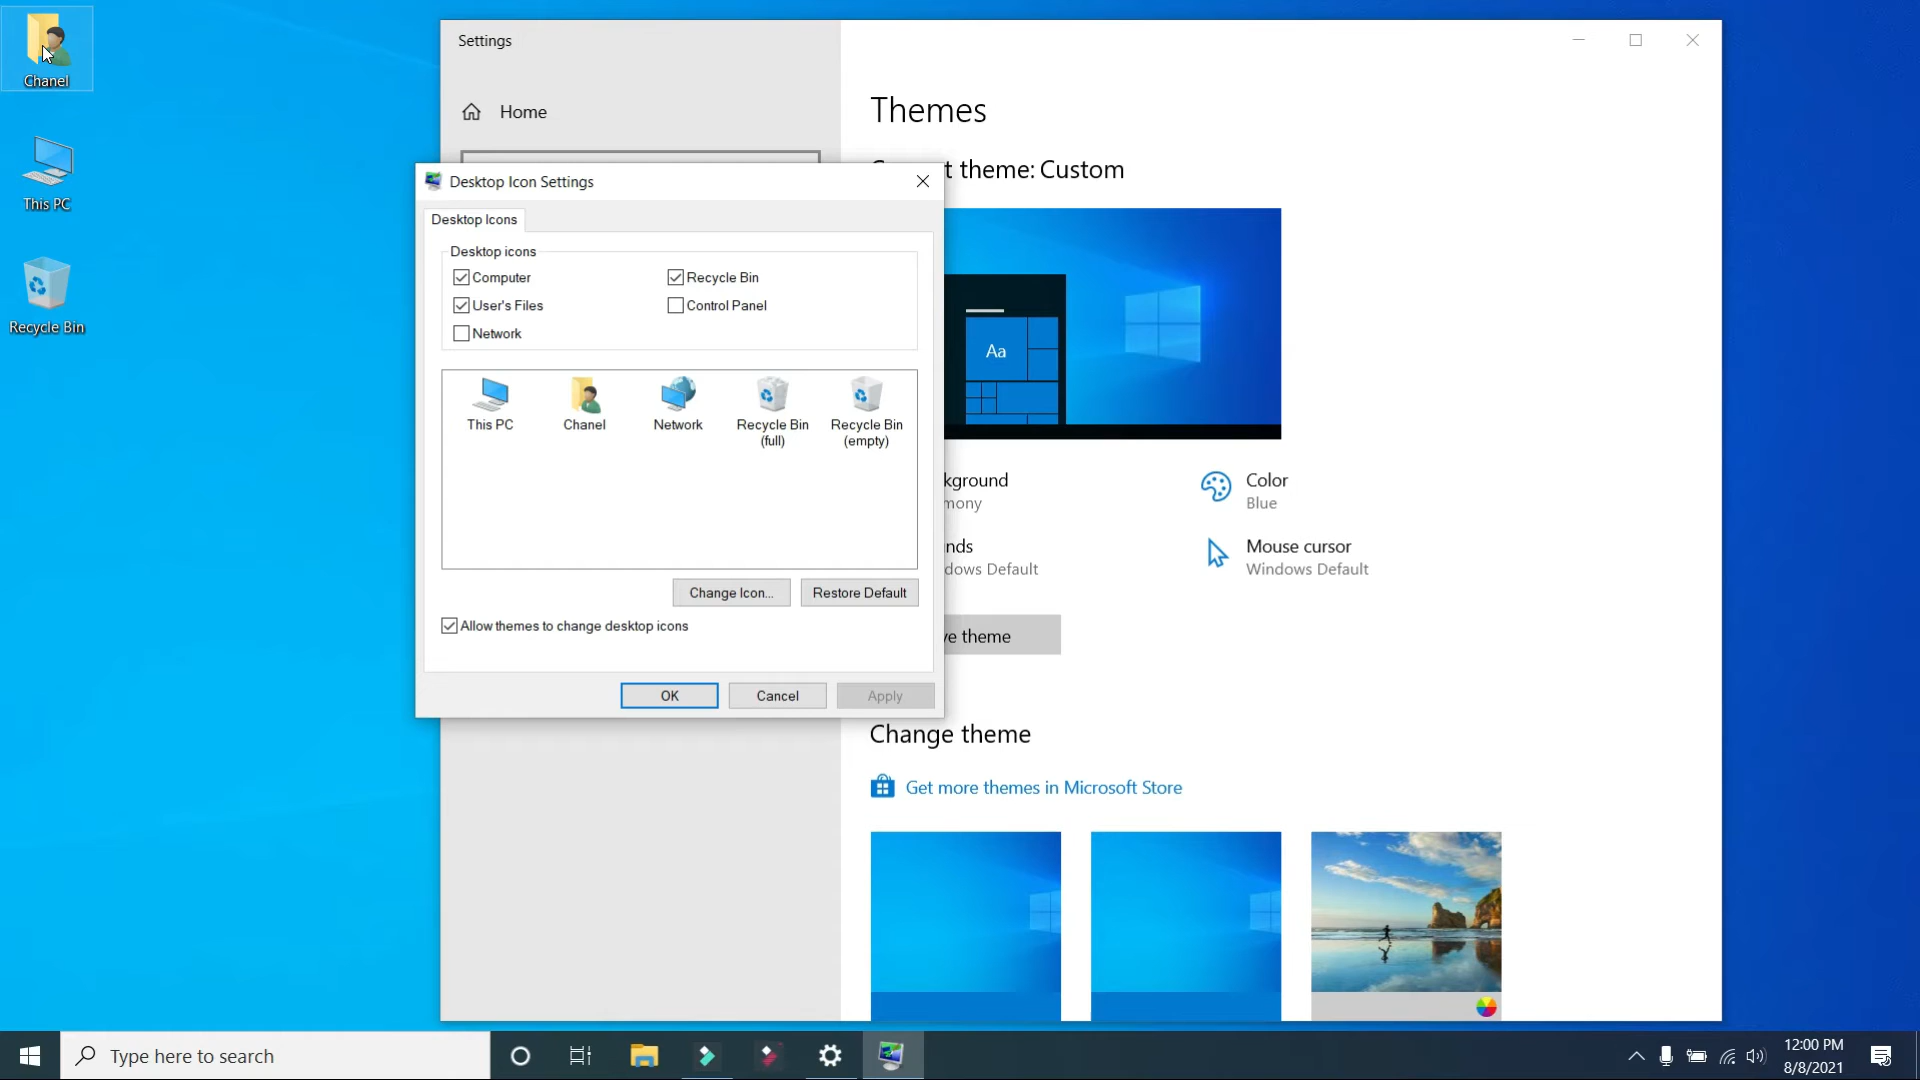 Chanel
This PC
Recycle Bin
Settings
Home
Themes
t theme: Custom
Aa
kground
mony
Color
Blue
nds
dows Default
Mouse cursor
Windows Default
ve theme
Change theme
Get more themes in Microsoft Store
Desktop Icon Settings
Desktop Icons
Desktop icons
Computer
Recycle Bin
User's Files
Control Panel
Network
This PC
Chanel
Network
Recycle Bin
(full)
Recycle Bin
(empty)
Change Icon...
Restore Default
Allow themes to change desktop icons
OK
Cancel
Apply
Type here to search
12:00 PM
8/8/2021